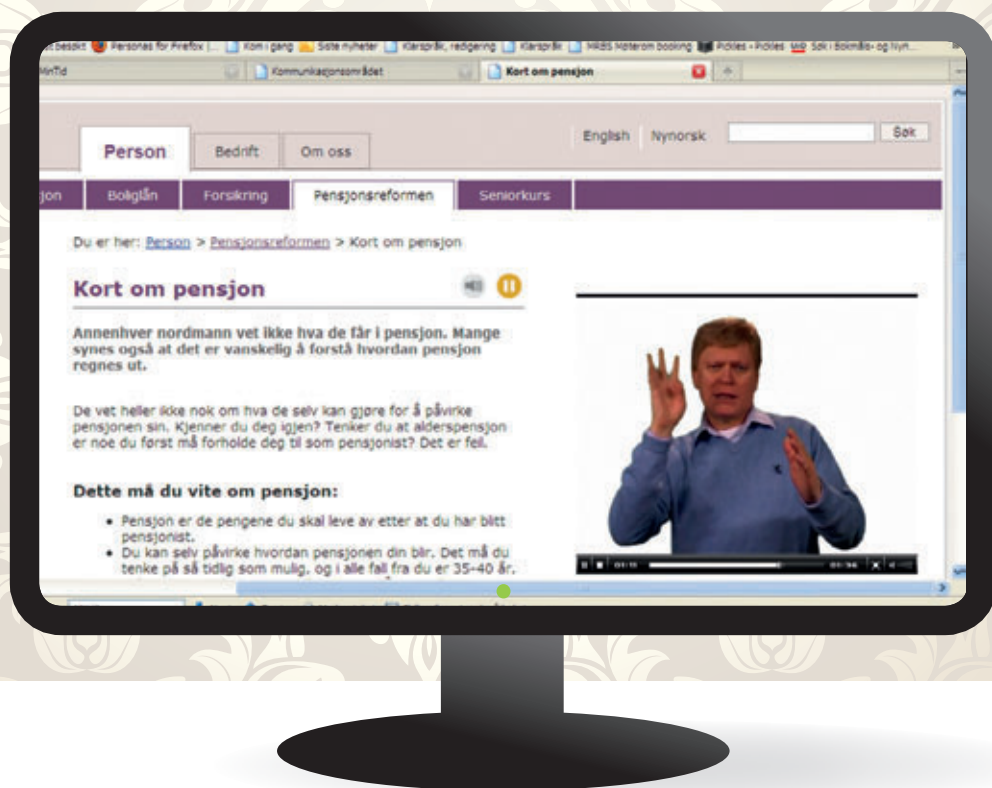 Personas for Firefox | ... Kom i gang Siste nyheter Klarspråk, redigering Klarspråk MRBS Møterom booking Pickles - Pickles Søk i Bokmåls- og Nyn...
MinTid Kommunikasjonsområdet Kort om pensjon
English Nynorsk Søk
Person Bedrift Om oss
jon Boliglån Forsikring Pensjonsreformen Seniorkurs
Du er her: Person > Pensjonsreformen > Kort om pensjon
Kort om pensjon
Annenhver nordmann vet ikke hva de får i pensjon. Mange
synes også at det er vanskelig å forstå hvordan pensjon
regnes ut.
De vet heller ikke nok om hva de selv kan gjøre for å påvirke
pensjonen sin. Kjenner du deg igjen? Tenker du at alderspensjon
er noe du først må forholde deg til som pensjonist? Det er feil.
Dette må du vite om pensjon:
• Pensjon er de pengene du skal leve av etter at du har blitt
pensjonist.
• Du kan selv påvirke hvordan pensjonen din blir. Det må du
tenke på så tidlig som mulig, og i alle fall fra du er 35-40 år.
01:11 01:36